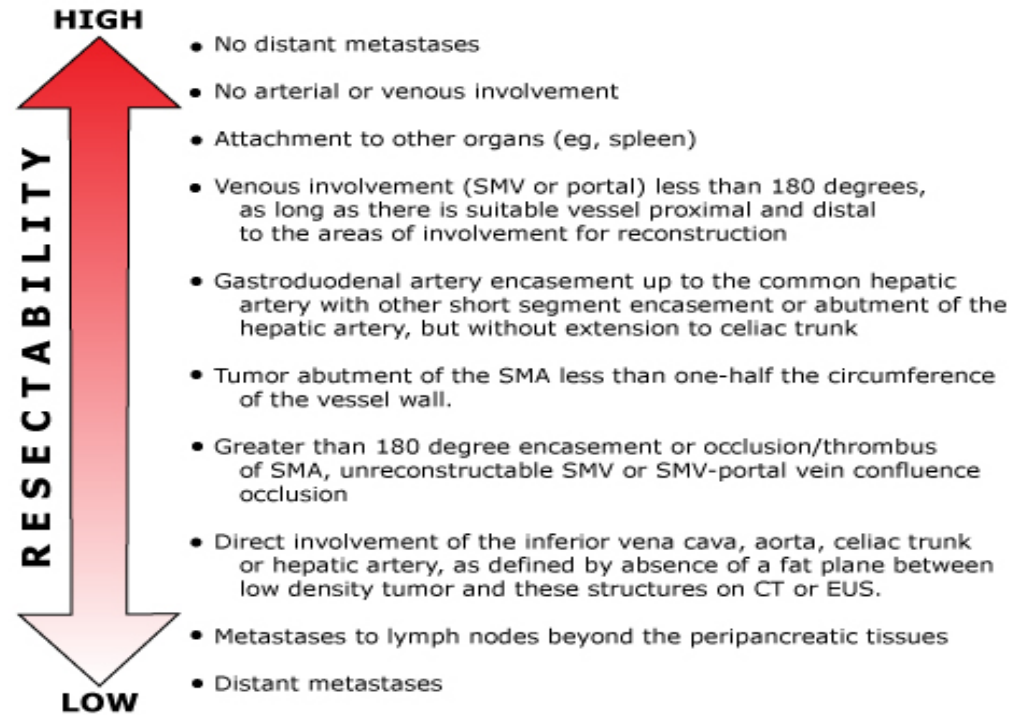 HIGH
RESECTABILITY
• No distant metastases
• No arterial or venous involvement
• Attachment to other organs (eg, spleen)
• Venous involvement (SMV or portal) less than 180 degrees,
as long as there is suitable vessel proximal and distal
to the areas of involvement for reconstruction
• Gastroduodenal artery encasement up to the common hepatic
artery with other short segment encasement or abutment of the
hepatic artery, but without extension to celiac trunk
• Tumor abutment of the SMA less than one-half the circumference
of the vessel wall.
• Greater than 180 degree encasement or occlusion/thrombus
of SMA, unreconstructable SMV or SMV-portal vein confluence
occlusion
• Direct involvement of the inferior vena cava, aorta, celiac trunk
or hepatic artery, as defined by absence of a fat plane between
low density tumor and these structures on CT or EUS.
• Metastases to lymph nodes beyond the peripancreatic tissues
• Distant metastases
LOW